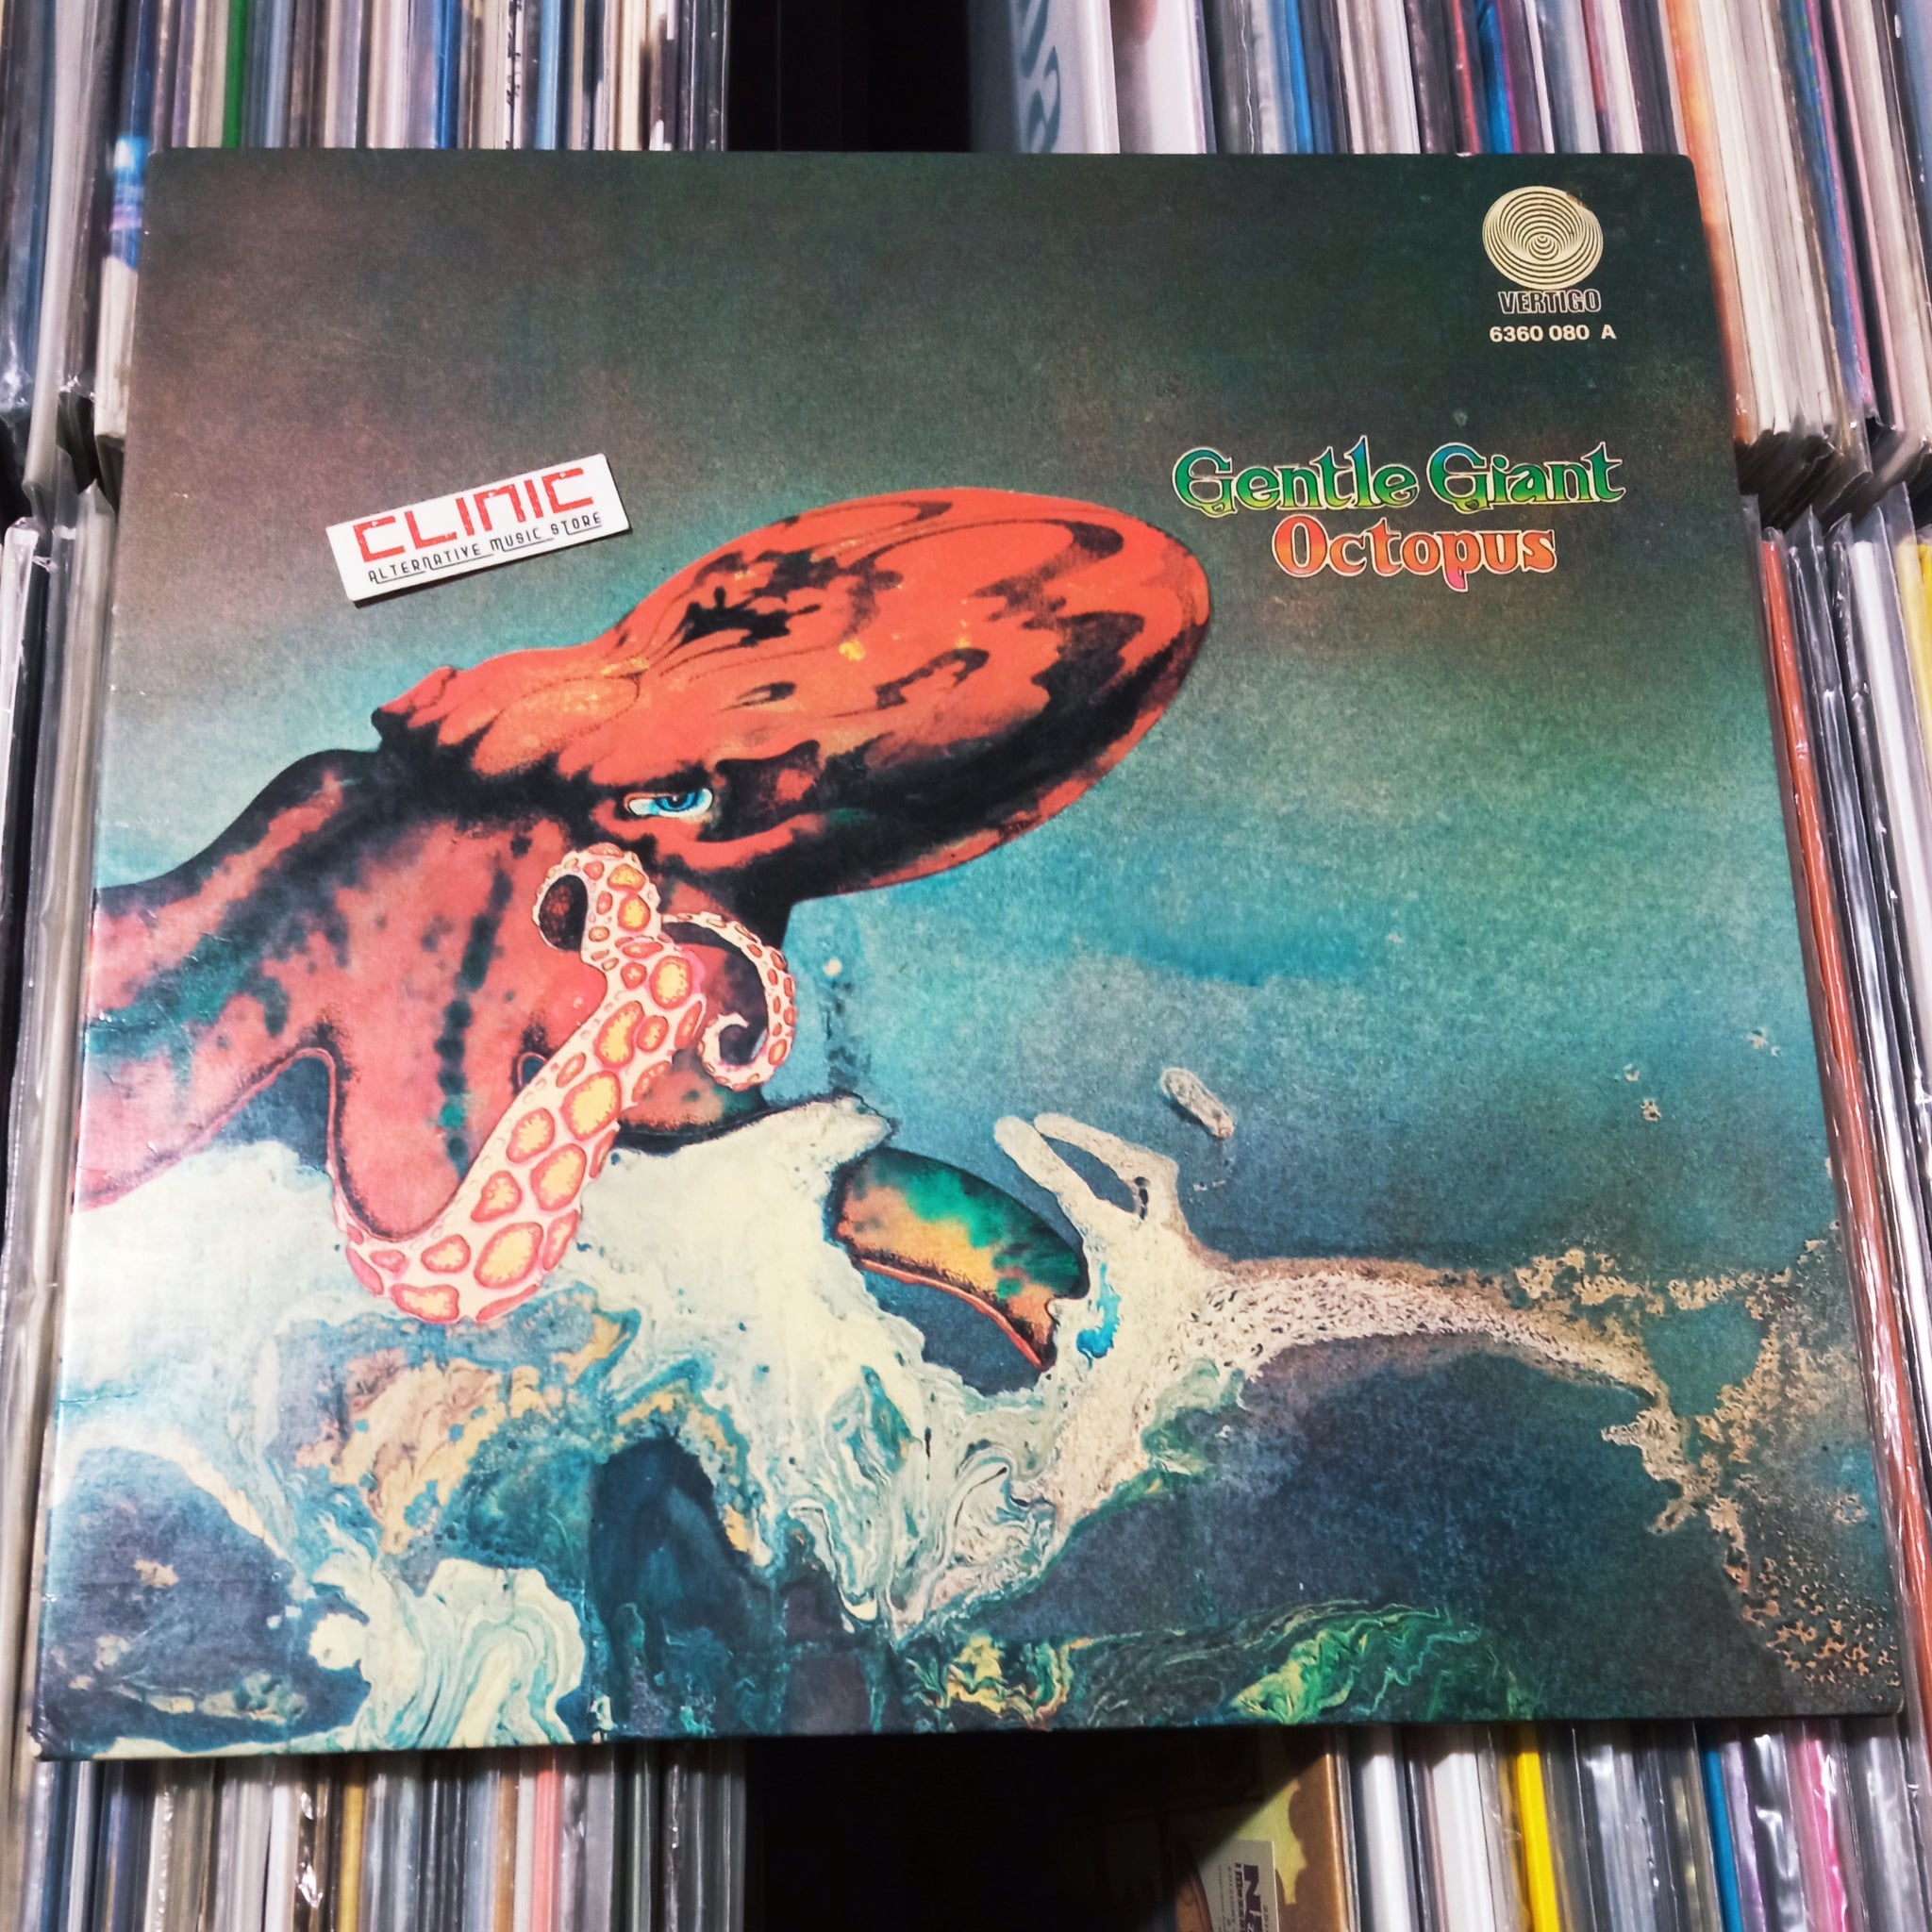 VERTIGO
6360 080 A
Gentle Giant
Octopus
CLINIC
ALTERNATIVE MUSIC STORE